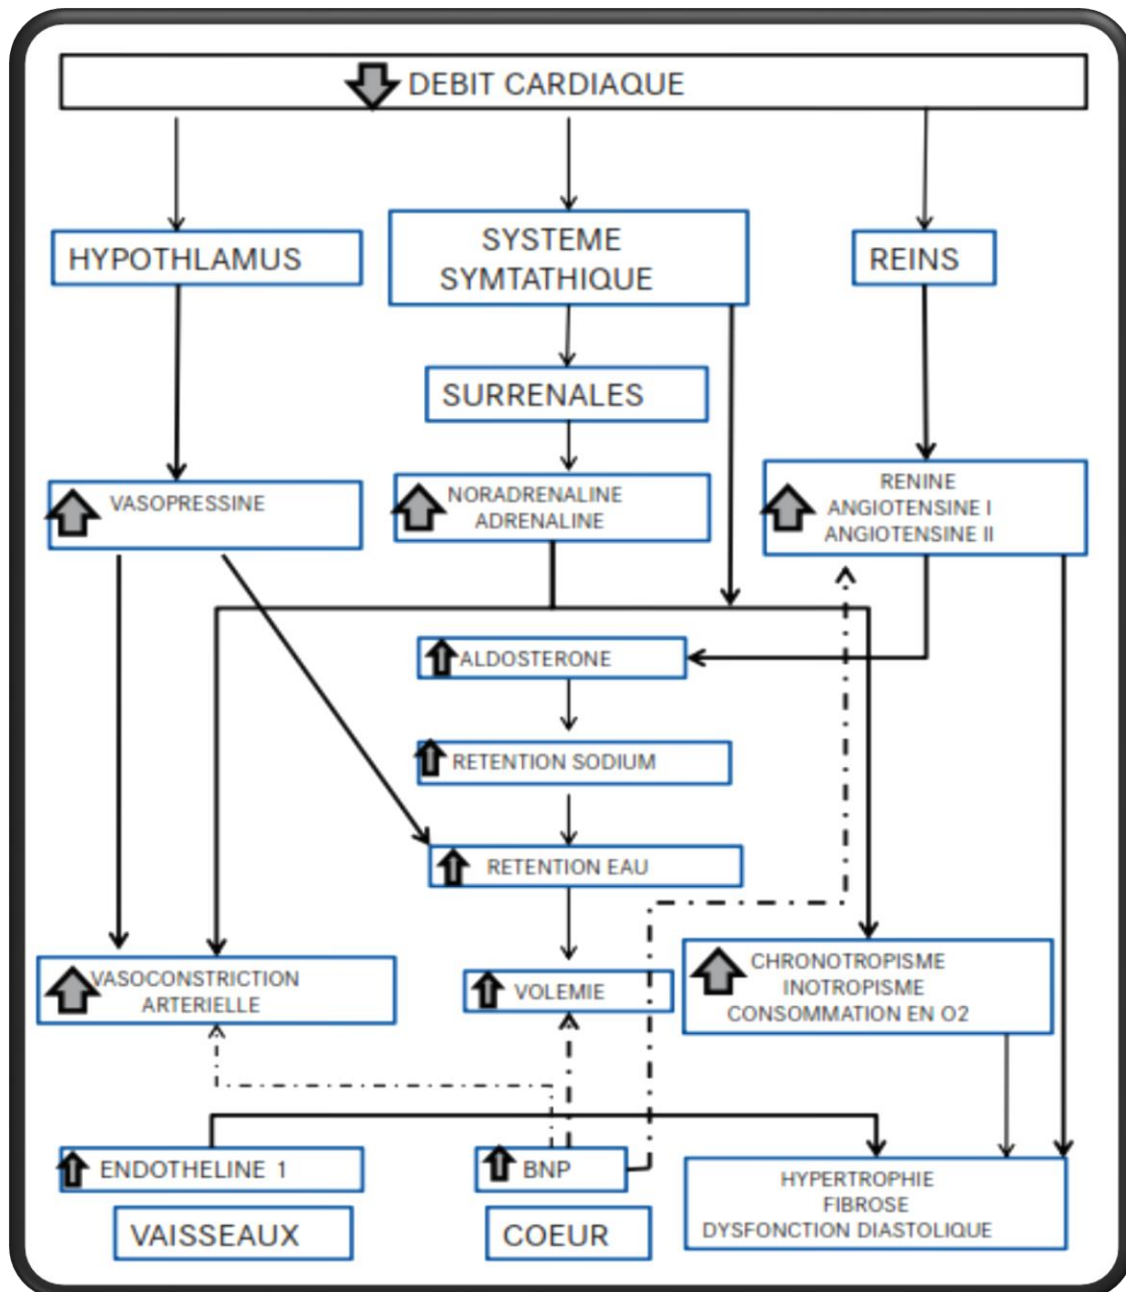 DEBIT CARDIAQUE
HYPOTHLAMUS
SYSTEME
SYMTATHIQUE
REINS
SURRENALES
VASOPRESSINE
NORADRENALINE
ADRENALINE
RENINE
ANGIOTENSINE I
ANGIOTENSINE II
ALDOSTERONE
RETENTION SODIUM
RETENTION EAU
VASOCONSTRICTION
ARTERIELLE
VOLEMIE
CHRONOTROPISME
INOTROPISME
CONSOMMATION EN O2
ENDOTHELINE 1
BNP
HYPERTROPHIE
FIBROSE
DYSFONCTION DIASTOLIQUE
VAISSEAUX
COEUR